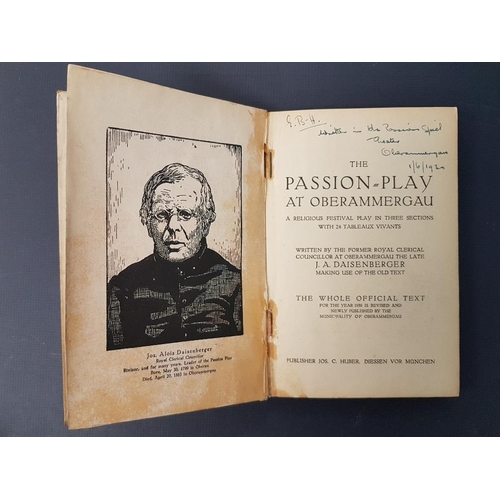 Jos. Alois Daisenberger
Royal Clerical Councillor
Born, May 30, 1799 in Oberau
Died, April 20, 1883 in Oberammergau
E. B-H.
written in the Passion Spiel
Theater
Oberammergau
THE
PASSION=PLAY
AT OBERAMMERGAU
A RELIGIOUS FESTIVAL PLAY IN THREE SECTIONS
WITH 24 TABLEAUX VIVANTS
WRITTEN BY THE FORMER ROYAL CLERICAL
COUNCILLOR AT OBERAMMERGAU THE LATE
J. A. DAISENBERGER
MAKING USE OF THE OLD TEXT
THE WHOLE OFFICIAL TEXT
FOR THE YEAR IS REVISED AND
NEWLY PUBLISHED BY THE
MUNICIPALITY OF OBERAMMERGAU
PUBLISHER JOS. C. HUBER, DIESSEN VOR MÜNCHEN